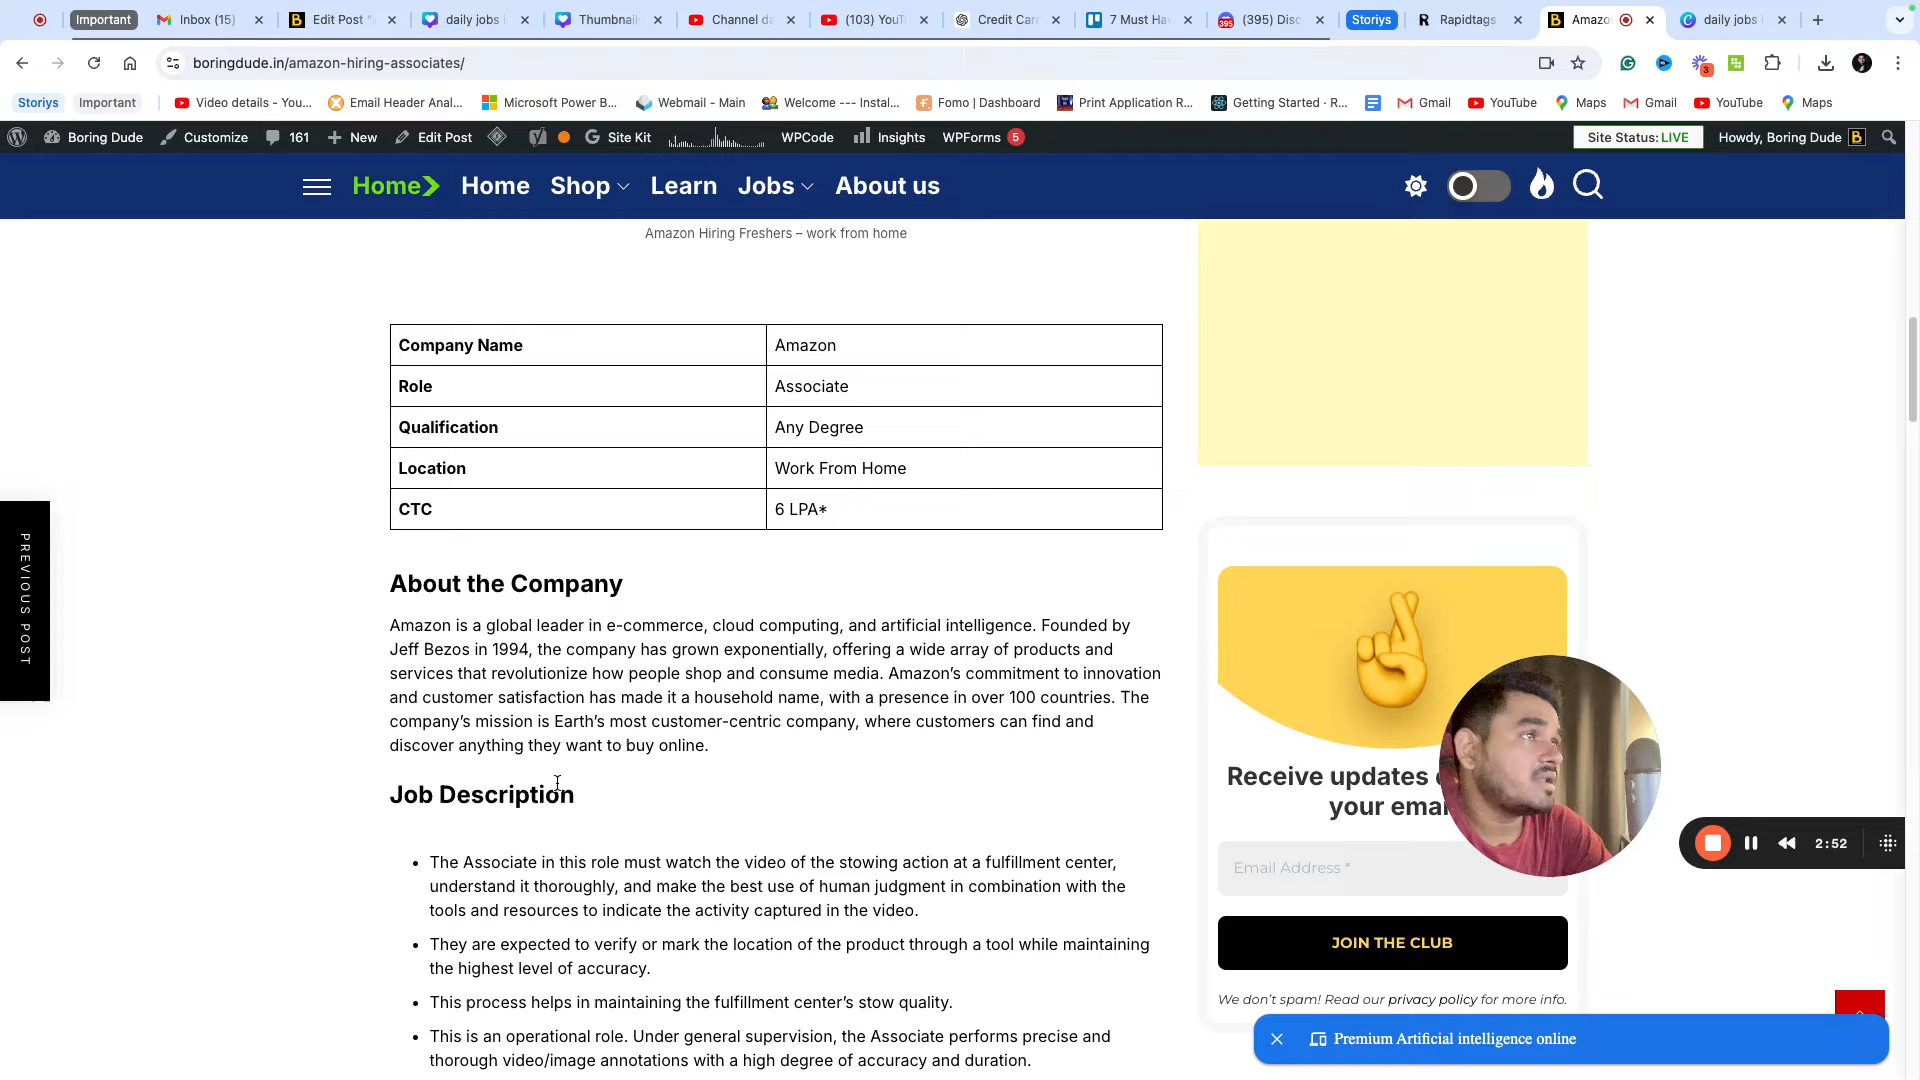 Important
Inbox (15)
Edit Post "
daily jobs i
Thumbnail
Channel da
(103) YouT
Credit Car
7 Must Ha
(395) Disc
Storiys
Rapidtags
Amazo
daily jobs
boringdude.in/amazon-hiring-associates/
3
Storiys
Important
Video details - You...
Email Header Anal...
Microsoft Power B...
Webmail - Main
Welcome --- Instal...
Fomo | Dashboard
Print Application R...
Getting Started · R...
Gmail
YouTube
Maps
Gmail
YouTube
Maps
Boring Dude
Customize
161
New
Edit Post
Site Kit
WPCode
Insights
WPForms 5
Site Status: LIVE
Howdy, Boring Dude
Home
Home
Shop
Learn
Jobs
About us
Amazon Hiring Freshers – work from home
Company Name Amazon
Role Associate
Qualification Any Degree
Location Work From Home
CTC 6 LPA*
PREVIOUS POST
About the Company
Amazon is a global leader in e-commerce, cloud computing, and artificial intelligence. Founded by
Jeff Bezos in 1994, the company has grown exponentially, offering a wide array of products and
services that revolutionize how people shop and consume media. Amazon's commitment to innovation
and customer satisfaction has made it a household name, with a presence in over 100 countries. The
company's mission is Earth's most customer-centric company, where customers can find and
discover anything they want to buy online.
Job Description
The Associate in this role must watch the video of the stowing action at a fulfillment center,
understand it thoroughly, and make the best use of human judgment in combination with the
tools and resources to indicate the activity captured in the video.
They are expected to verify or mark the location of the product through a tool while maintaining
the highest level of accuracy.
This process helps in maintaining the fulfillment center's stow quality.
This is an operational role. Under general supervision, the Associate performs precise and
thorough video/image annotations with a high degree of accuracy and duration.
Receive updates
your
Email Address *
JOIN THE CLUB
We don't spam! Read our privacy policy for more info.
2:52
Premium Artificial intelligence online